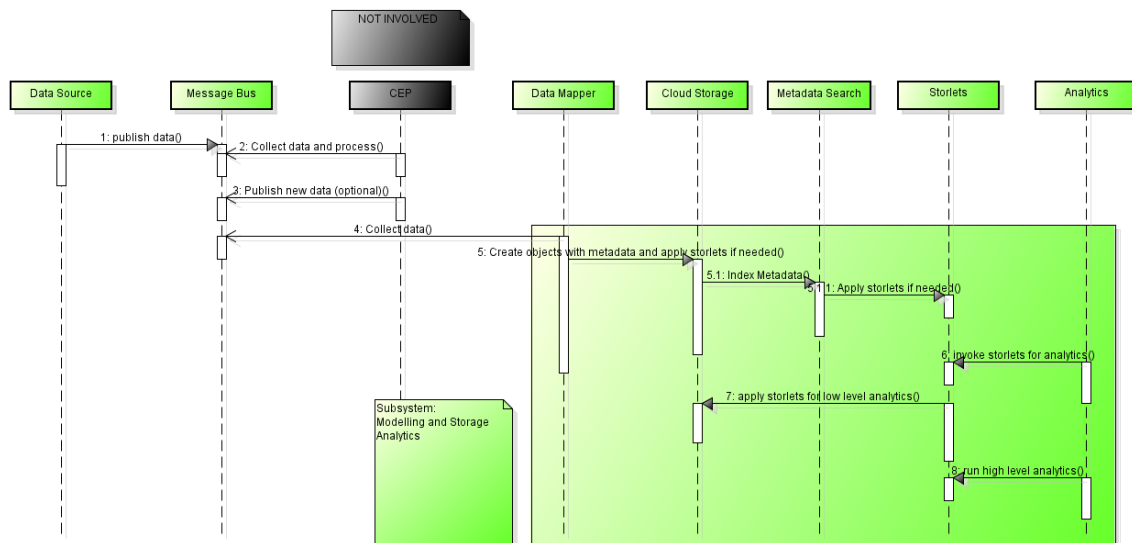 NOT INVOLVED
Data Source
Message Bus
CEP
Data Mapper
Cloud Storage
Metadata Search
Storlets
Analytics
1: publish data()
2: Collect data and process()
3: Publish new data (optional)()
4: Collect data()
5: Create objects with metadata and apply storlets if needed()
5.1: Index Metadata()
5.1.1: Apply storlets if needed()
6: invoke storlets for analytics()
7: apply storlets for low level analytics()
Subsystem:
Modelling and Storage
Analytics
8: run high level analytics()